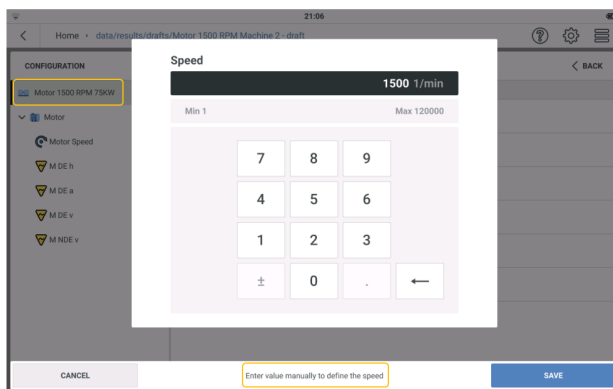 21:06
Home › data/results/drafts/Motor 1500 RPM Machine 2 - draft
CONFIGURATION
BACK
Motor 1500 RPM 75KW
Motor
Motor Speed
M DE h
M DE a
M DE v
M NDE v
Speed
1500 1/min
Min 1
Max 120000
7 8 9
4 5 6
1 2 3
± 0 .
CANCEL
Enter value manually to define the speed
SAVE